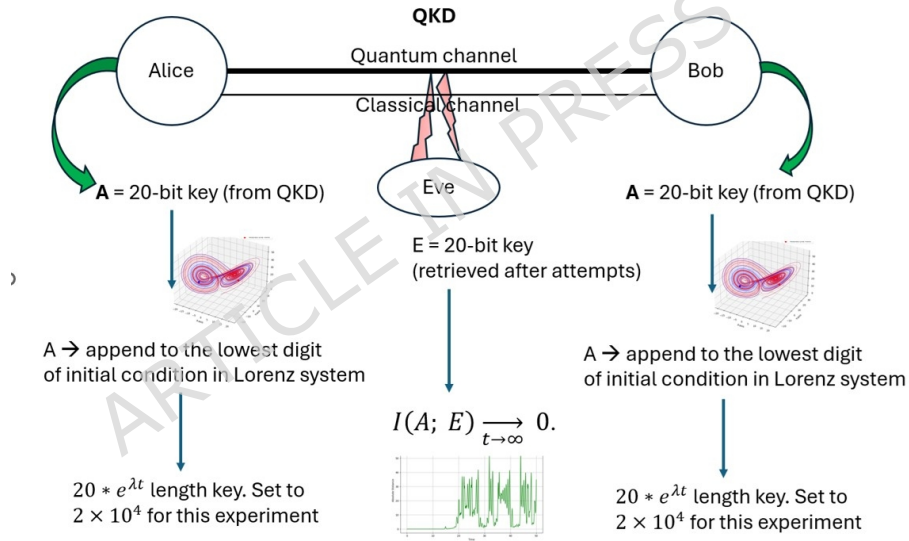 QKD
Quantum channel
Alice
Bob
Classical channel
Eve
A = 20-bit key (from QKD)
A = 20-bit key (from QKD)
E = 20-bit key
(retrieved after attempts)
A → append to the lowest digit
of initial condition in Lorenz system
A → append to the lowest digit
of initial condition in Lorenz system
I(A; E) → 0.
t→∞
20 * e^λt length key. Set to
2 × 10^4 for this experiment
20 * e^λt length key. Set to
2 × 10^4 for this experiment
ARTICLE IN PRESS